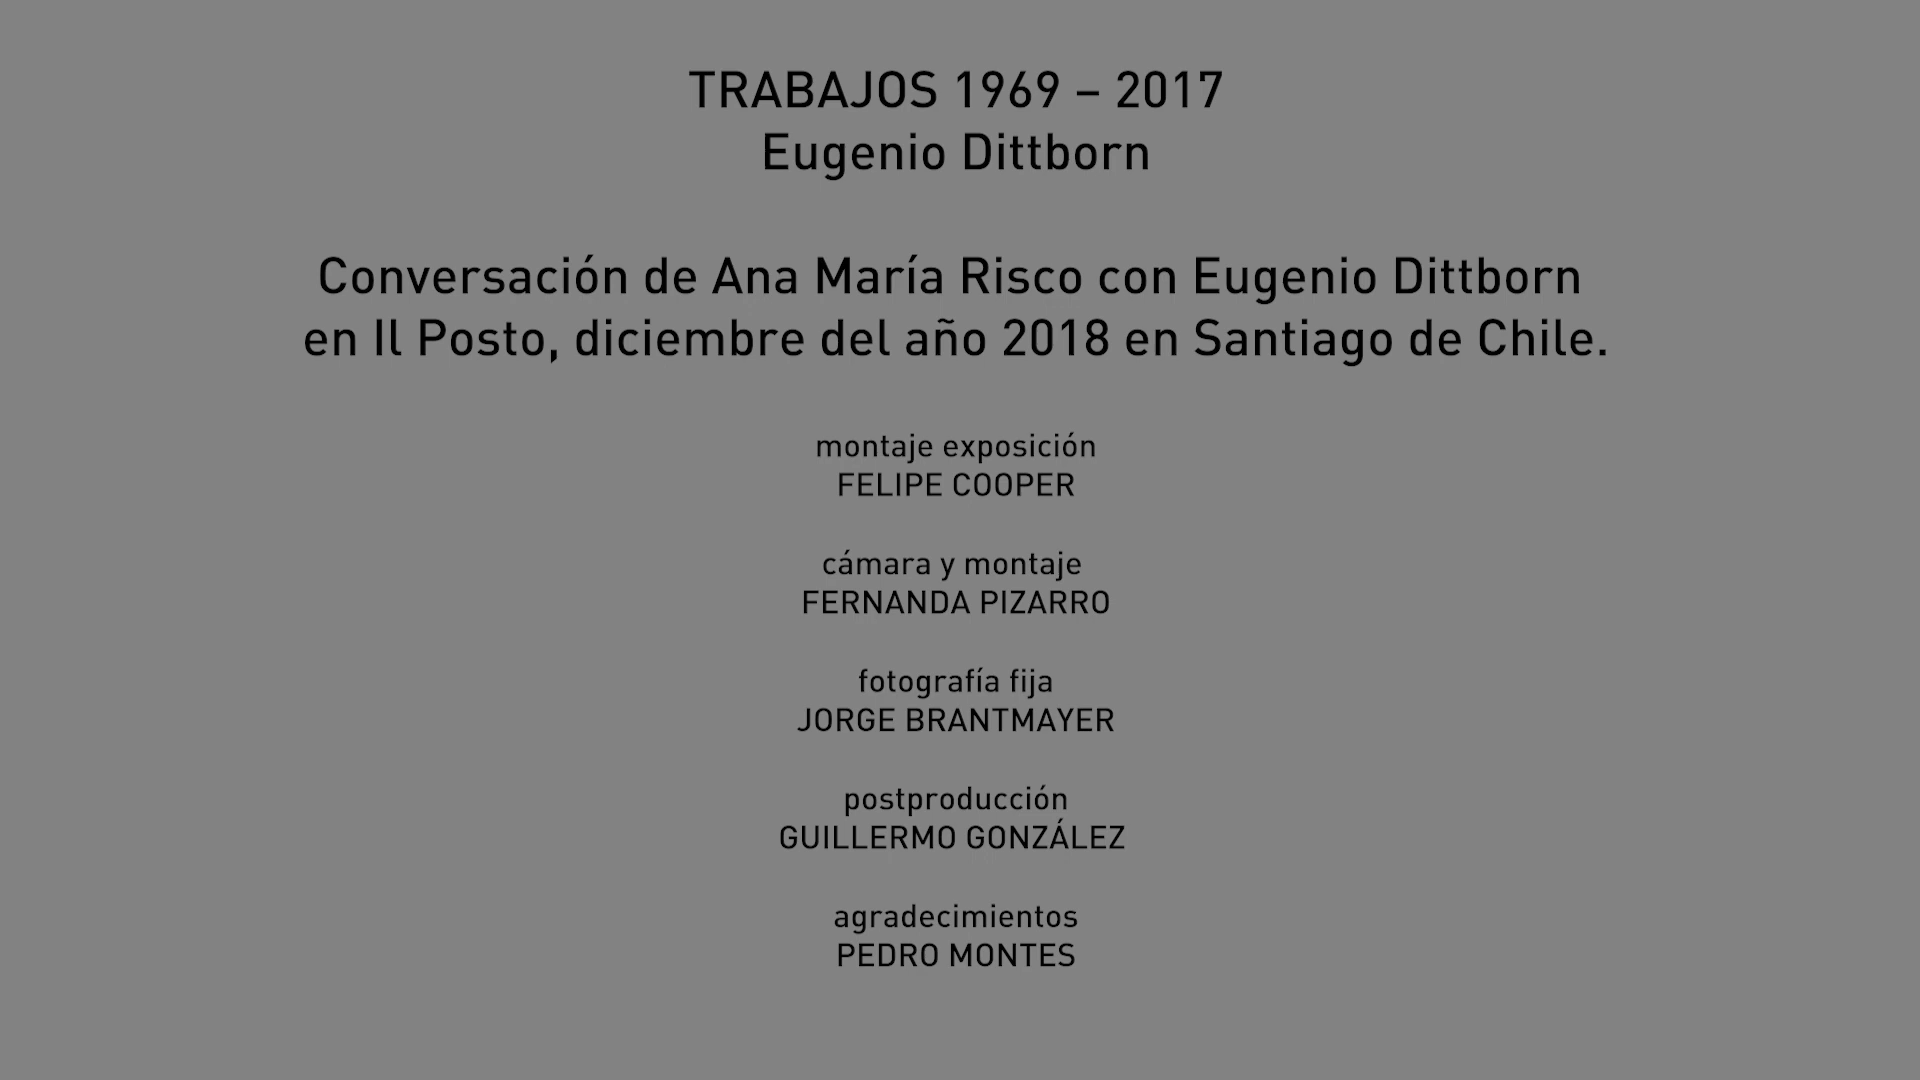 TRABAJOS 1969 – 2017
Eugenio Dittborn
Conversación de Ana María Risco con Eugenio Dittborn
en Il Posto, diciembre del año 2018 en Santiago de Chile.
montaje exposición
FELIPE COOPER
cámara y montaje
FERNANDA PIZARRO
fotografía fija
JORGE BRANTMAYER
postproducción
GUILLERMO GONZÁLEZ
agradecimientos
PEDRO MONTES